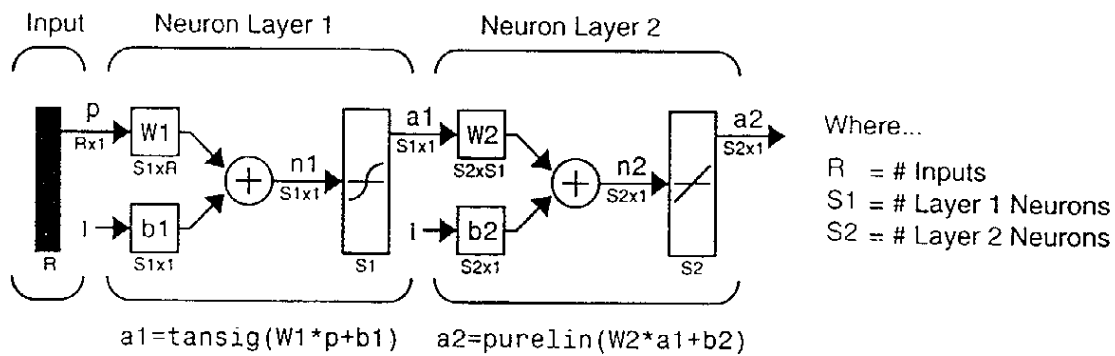 Input
Neuron Layer 1
Neuron Layer 2
p
Rx1
W1
S1xR
1
b1
S1x1
R
n1
S1x1
S1
a1
S1x1
W2
S2xS1
1
b2
S2x1
n2
S2x1
S2
a2
S2x1
Where...
R = # Inputs
S1 = # Layer 1 Neurons
S2 = # Layer 2 Neurons
a1=tansig(W1*p+b1)
a2=purelin(W2*a1+b2)